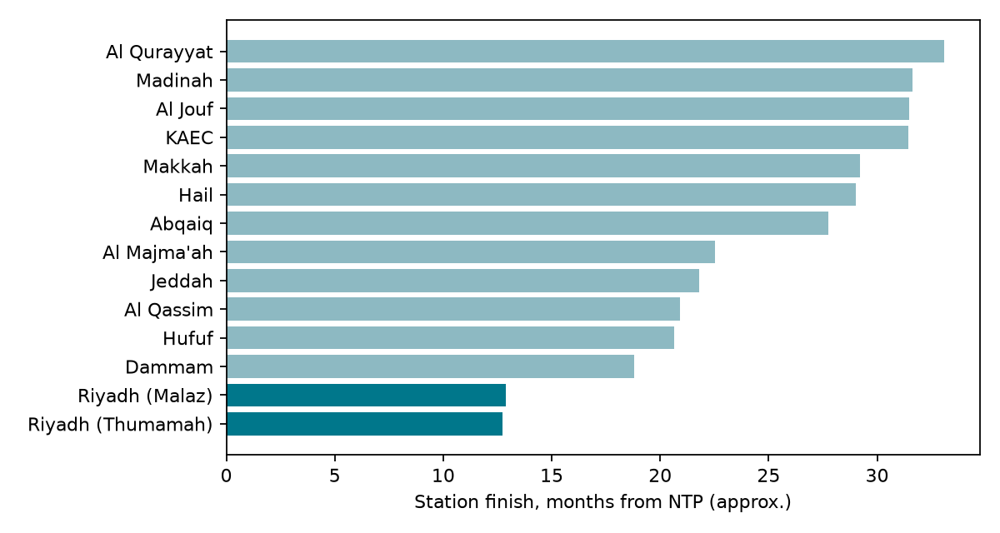 Al Qurayyat
Madinah
Al Jouf
KAEC
Makkah
Hail
Abqaiq
Al Majma'ah
Jeddah
Al Qassim
Hufuf
Dammam
Riyadh (Malaz)
Riyadh (Thumamah)
0 5 10 15 20 25 30
Station finish, months from NTP (approx.)